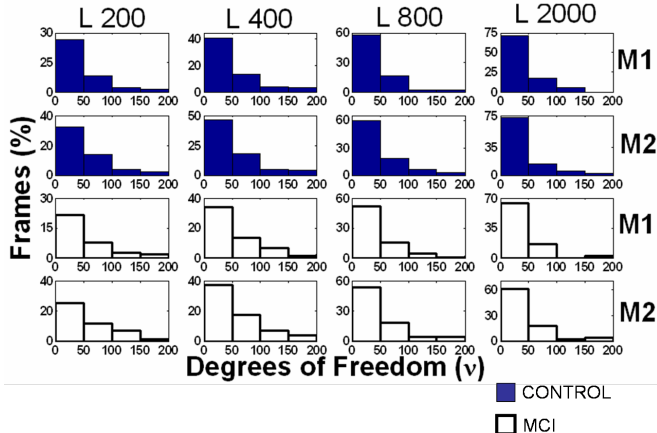 L 200 L 400 L 800 L 2000
30 25 0 0 50 100 150 200
40 20 0 0 50 100 150 200
60 30 0 0 50 100 150 200
75 50 25 0 0 50 100 150 200
M1
40 20 0 0 50 100 150 200
50 25 0 0 50 100 150 200
60 30 0 0 50 100 150 200
75 35 0 0 50 100 150 200
M2
Frames (%)
30 15 0 0 50 100 150 200
40 20 0 0 50 100 150 200
60 30 0 0 50 100 150 200
70 35 0 0 50 100 150 200
M1
40 20 0 0 50 100 150 200
40 20 0 0 50 100 150 200
60 30 0 0 50 100 150 200
60 40 20 0 0 50 100 150 200
M2
Degrees of Freedom (ν)
CONTROL
MCI